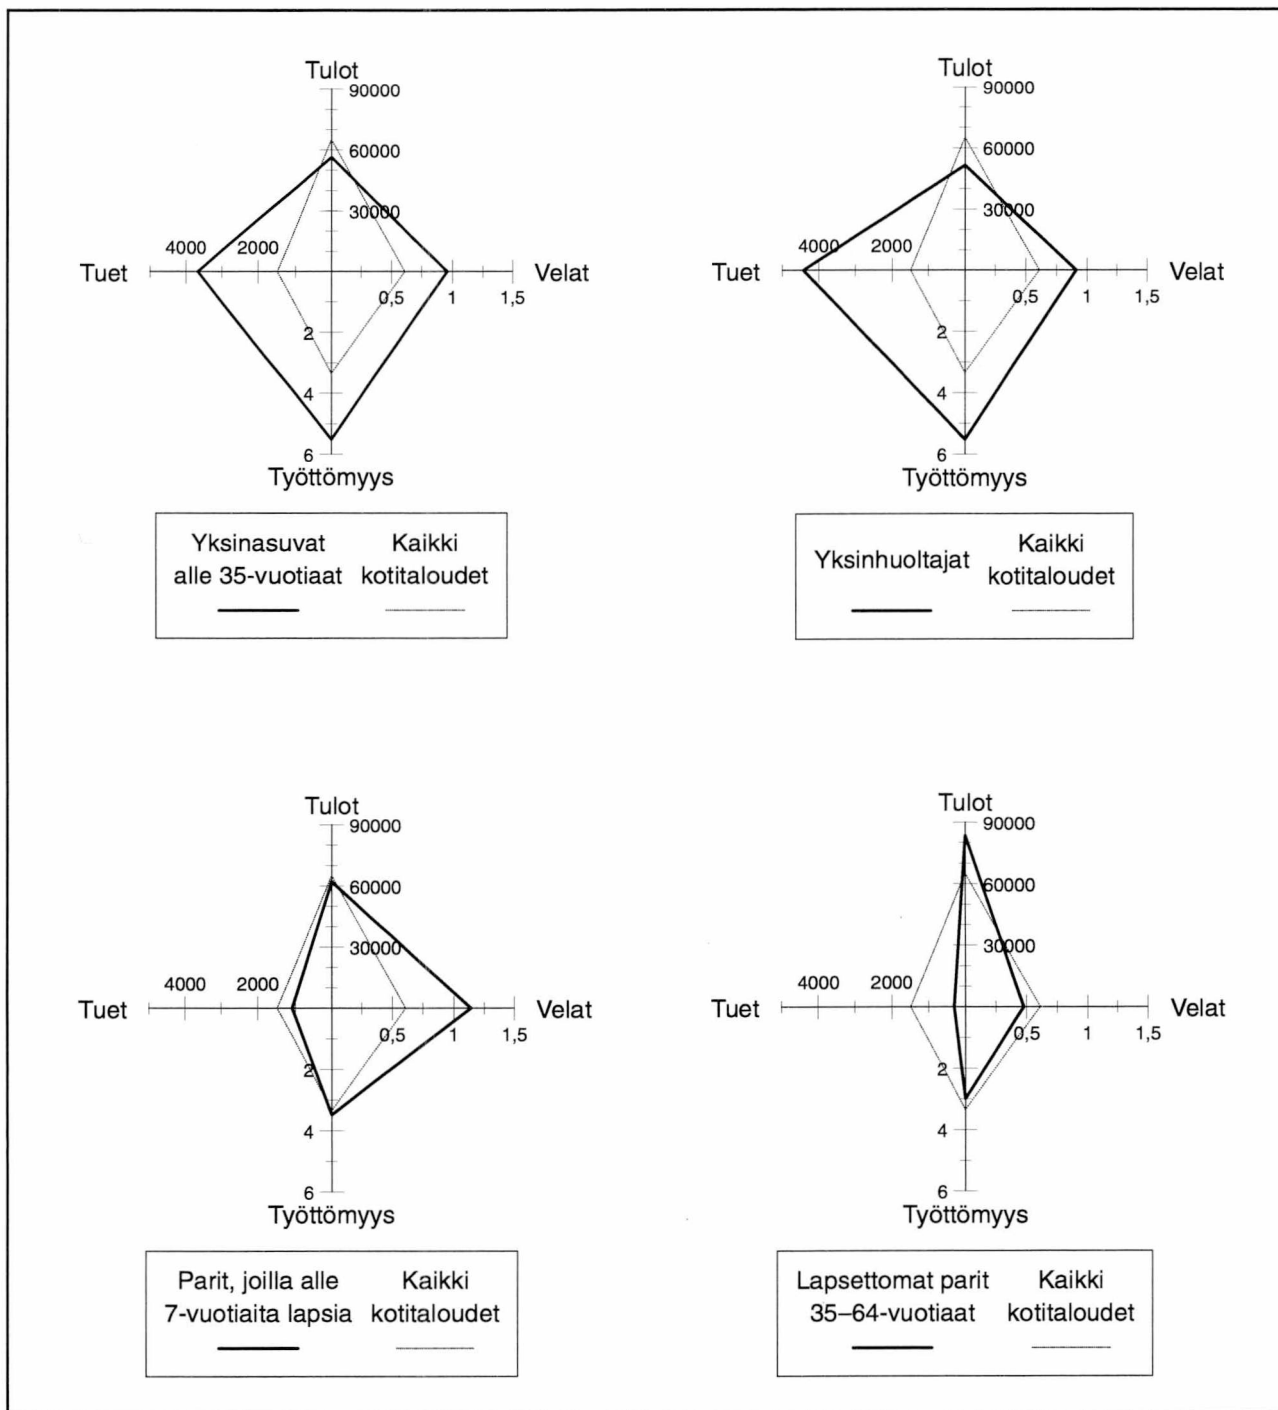 Tulot
90000
60000
30000
4000 2000
Tuet
Velat
0,5 1 1,5
2
4
6
Työttömyys
Yksinasuvat Kaikki
alle 35-vuotiaat kotitaloudet
Tulot
90000
60000
30000
4000 2000
Tuet
Velat
0,5 1 1,5
2
4
6
Työttömyys
Yksinhuoltajat Kaikki
kotitaloudet
Tulot
90000
60000
30000
4000 2000
Tuet
Velat
0,5 1 1,5
2
4
6
Työttömyys
Parit, joilla alle Kaikki
7-vuotiaita lapsia kotitaloudet
Tulot
90000
60000
30000
4000 2000
Tuet
Velat
0,5 1 1,5
2
4
6
Työttömyys
Lapsettomat parit Kaikki
35–64-vuotiaat kotitaloudet